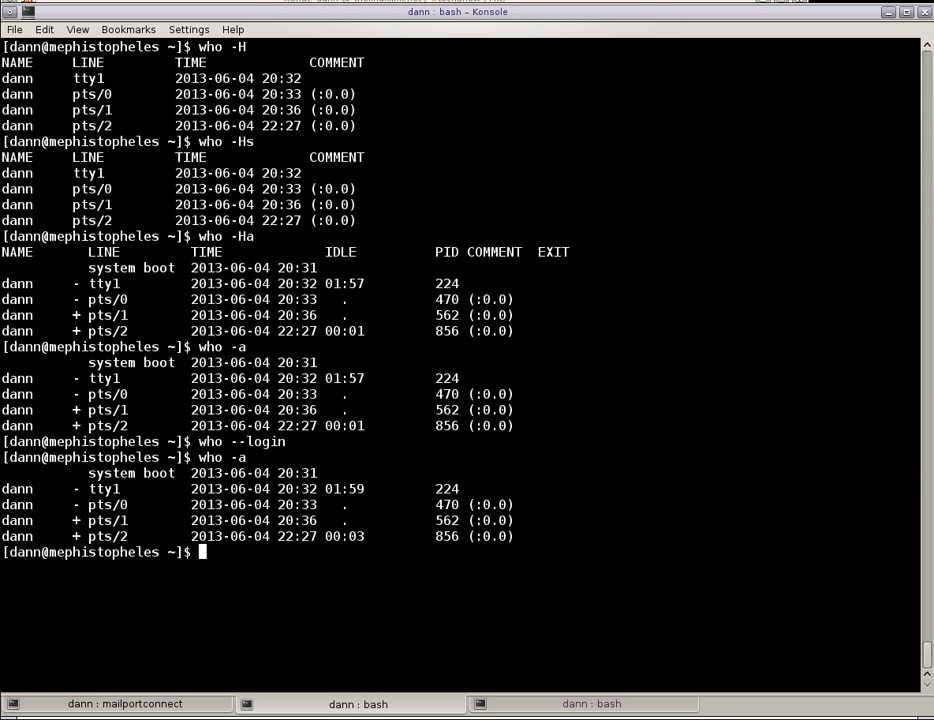 dann : bash - Konsole
File Edit View Bookmarks Settings Help
[dann@mephistopheles ~]$ who -H
NAME     LINE         TIME             COMMENT
dann     tty1         2013-06-04 20:32
dann     pts/0        2013-06-04 20:33 (:0.0)
dann     pts/1        2013-06-04 20:36 (:0.0)
dann     pts/2        2013-06-04 22:27 (:0.0)
[dann@mephistopheles ~]$ who -Hs
NAME     LINE         TIME             COMMENT
dann     tty1         2013-06-04 20:32
dann     pts/0        2013-06-04 20:33 (:0.0)
dann     pts/1        2013-06-04 20:36 (:0.0)
dann     pts/2        2013-06-04 22:27 (:0.0)
[dann@mephistopheles ~]$ who -Ha
NAME       LINE         TIME             IDLE          PID COMMENT  EXIT
           system boot  2013-06-04 20:31
dann     - tty1         2013-06-04 20:32 01:57         224
dann     - pts/0        2013-06-04 20:33   .           470 (:0.0)
dann     + pts/1        2013-06-04 20:36   .           562 (:0.0)
dann     + pts/2        2013-06-04 22:27 00:01         856 (:0.0)
[dann@mephistopheles ~]$ who -a
           system boot  2013-06-04 20:31
dann     - tty1         2013-06-04 20:32 01:57         224
dann     - pts/0        2013-06-04 20:33   .           470 (:0.0)
dann     + pts/1        2013-06-04 20:36   .           562 (:0.0)
dann     + pts/2        2013-06-04 22:27 00:01         856 (:0.0)
[dann@mephistopheles ~]$ who --login
[dann@mephistopheles ~]$ who -a
           system boot  2013-06-04 20:31
dann     - tty1         2013-06-04 20:32 01:59         224
dann     - pts/0        2013-06-04 20:33   .           470 (:0.0)
dann     + pts/1        2013-06-04 20:36   .           562 (:0.0)
dann     + pts/2        2013-06-04 22:27 00:03         856 (:0.0)
[dann@mephistopheles ~]$
dann : mailportconnect dann : bash dann : bash